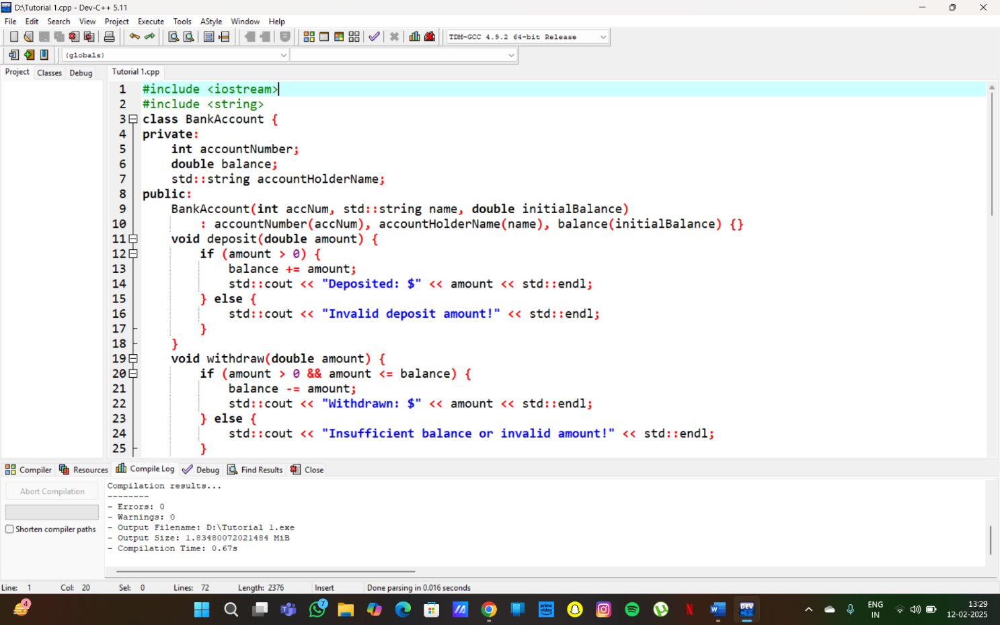 D:\Tutorial 1.cpp - Dev-C++ 5.11
File Edit Search View Project Execute Tools AStyle Window Help
TDM-GCC 4.9.2 64-bit Release
(globals)
Project Classes Debug Tutorial 1.cpp
1 #include <iostream>
2 #include <string>
3 class BankAccount {
4 private:
5 int accountNumber;
6 double balance;
7 std::string accountHolderName;
8 public:
9 BankAccount(int accNum, std::string name, double initialBalance)
10 : accountNumber(accNum), accountHolderName(name), balance(initialBalance) {}
11 void deposit(double amount) {
12 if (amount > 0) {
13 balance += amount;
14 std::cout << "Deposited: $" << amount << std::endl;
15 } else {
16 std::cout << "Invalid deposit amount!" << std::endl;
17 }
18 }
19 void withdraw(double amount) {
20 if (amount > 0 && amount <= balance) {
21 balance -= amount;
22 std::cout << "Withdrawn: $" << amount << std::endl;
23 } else {
24 std::cout << "Insufficient balance or invalid amount!" << std::endl;
25 }
Compiler Resources Compile Log Debug Find Results Close
Abort Compilation
Shorten compiler paths
Compilation results...
--------
- Errors: 0
- Warnings: 0
- Output Filename: D:\Tutorial 1.exe
- Output Size: 1.83480072021484 MiB
- Compilation Time: 0.67s
Line: 1 Col: 20 Sel: 0 Lines: 72 Length: 2376 Insert Done parsing in 0.016 seconds
4
7
prime video
DEV
ENG
IN
13:29
12-02-2025